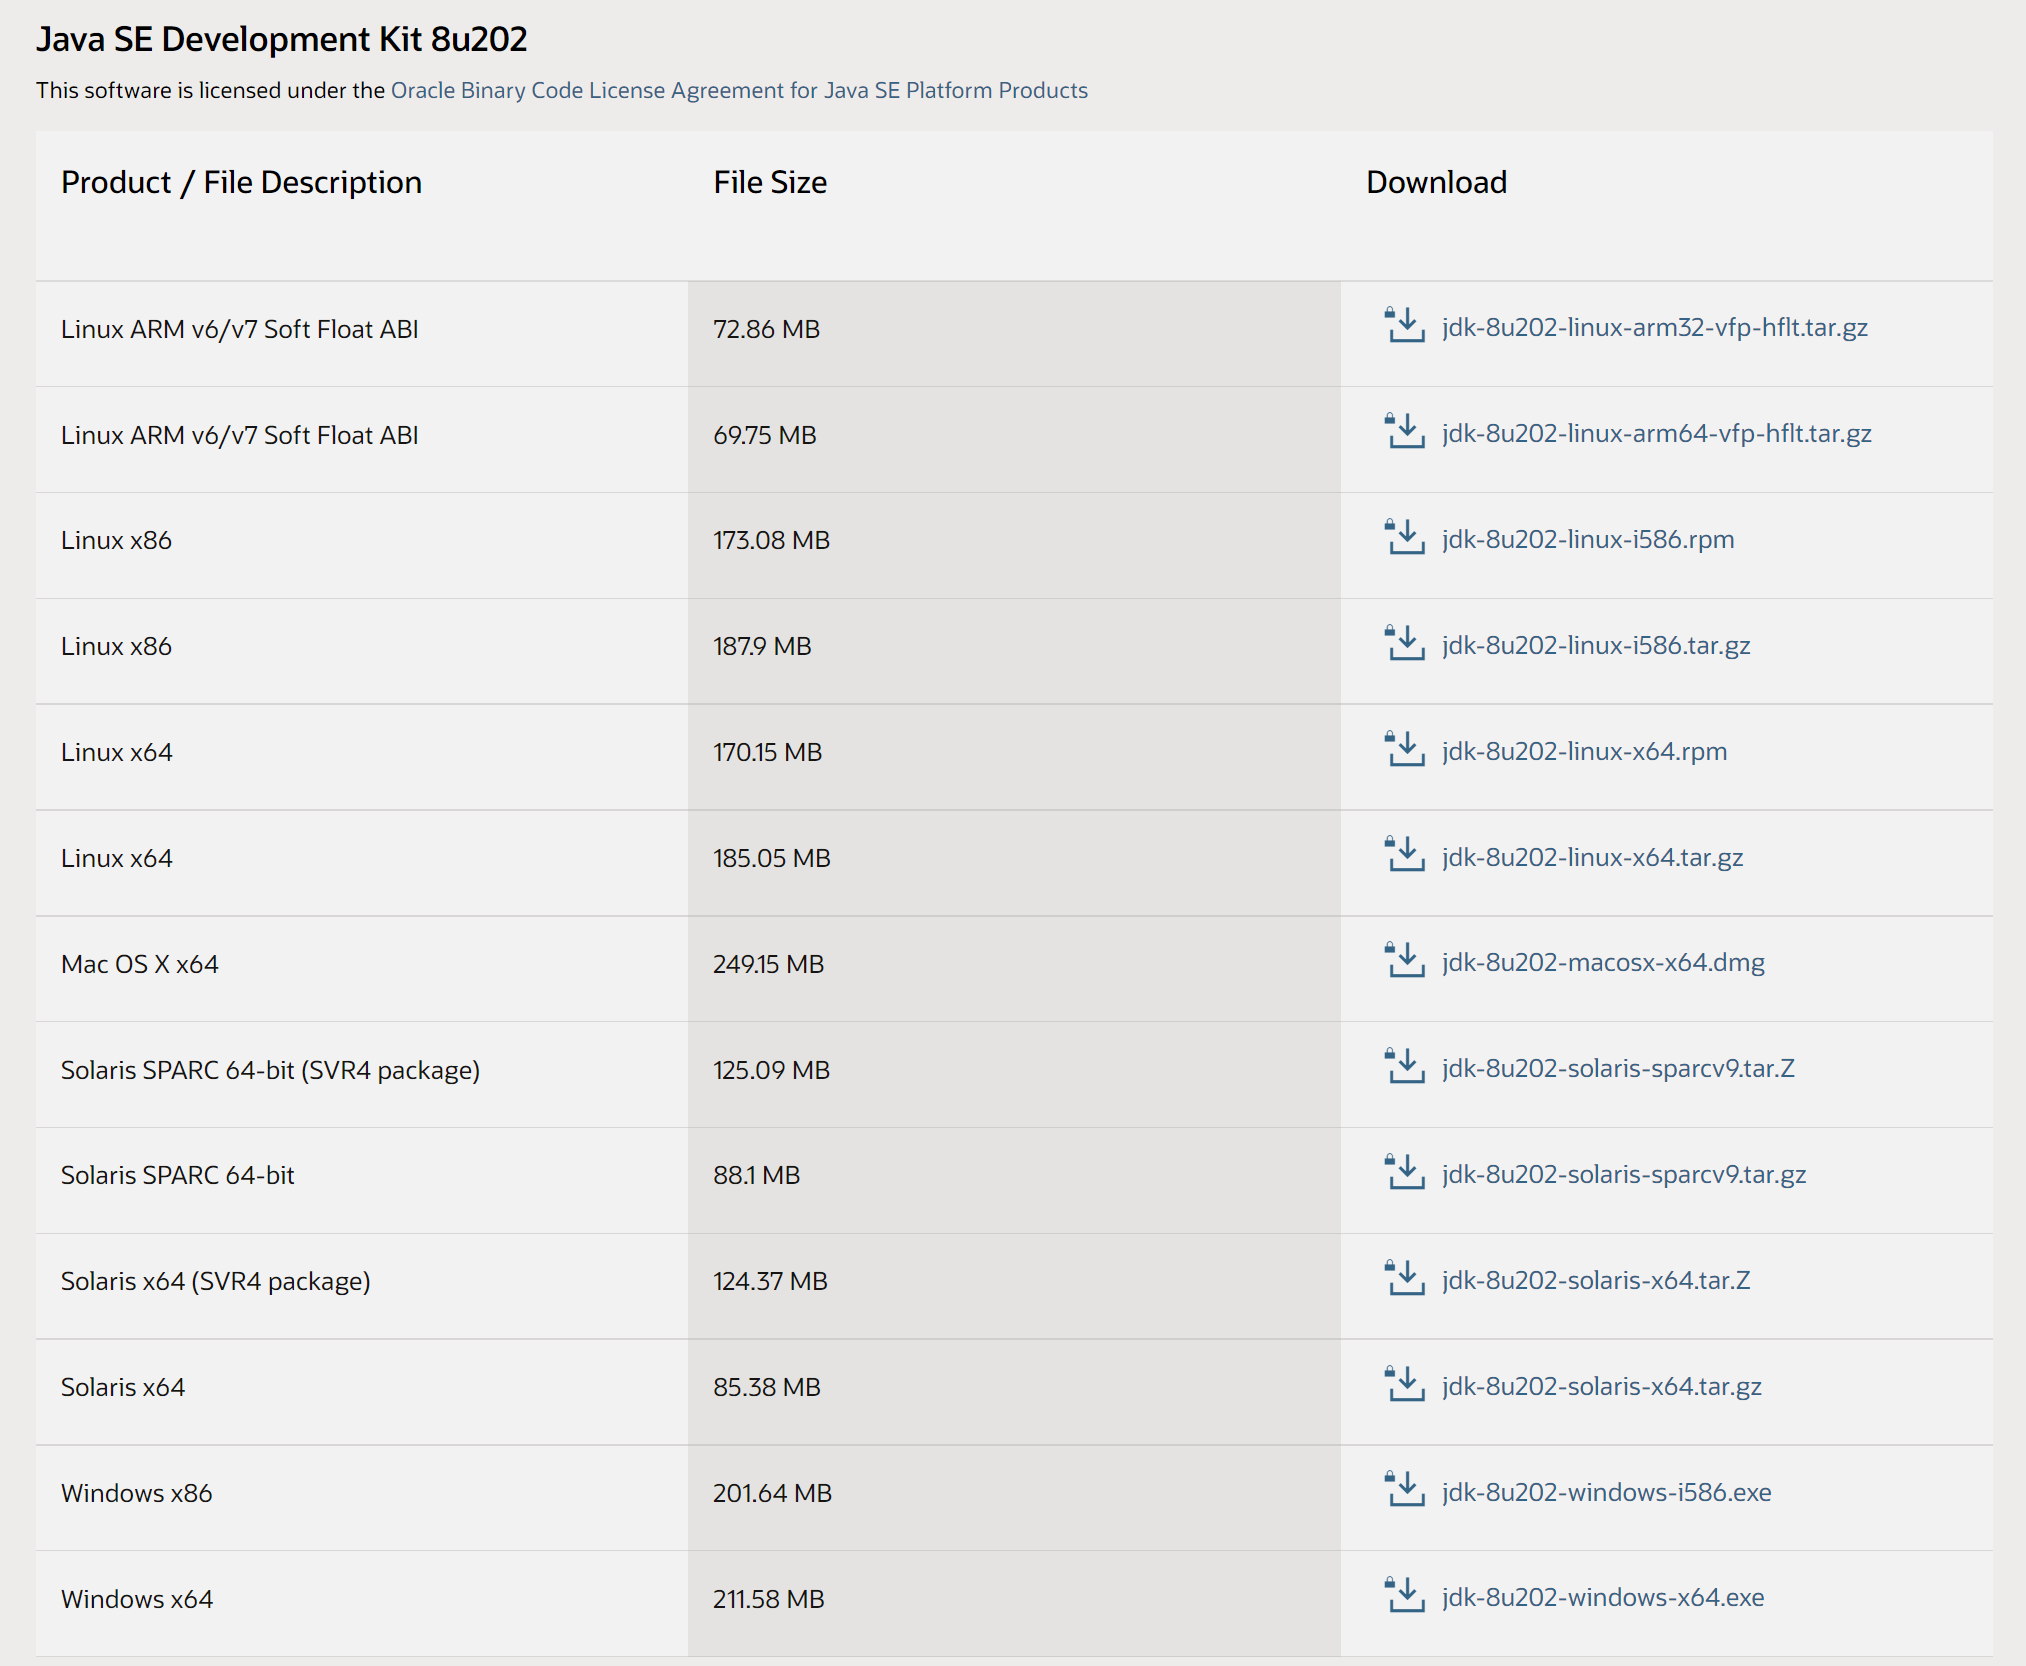 Java SE Development Kit 8u202
This software is licensed under the Oracle Binary Code License Agreement for Java SE Platform Products
Product / File Description File Size Download
Linux ARM v6/v7 Soft Float ABI 72.86 MB jdk-8u202-linux-arm32-vfp-hflt.tar.gz
Linux ARM v6/v7 Soft Float ABI 69.75 MB jdk-8u202-linux-arm64-vfp-hflt.tar.gz
Linux x86 173.08 MB jdk-8u202-linux-i586.rpm
Linux x86 187.9 MB jdk-8u202-linux-i586.tar.gz
Linux x64 170.15 MB jdk-8u202-linux-x64.rpm
Linux x64 185.05 MB jdk-8u202-linux-x64.tar.gz
Mac OS X x64 249.15 MB jdk-8u202-macosx-x64.dmg
Solaris SPARC 64-bit (SVR4 package) 125.09 MB jdk-8u202-solaris-sparcv9.tar.Z
Solaris SPARC 64-bit 88.1 MB jdk-8u202-solaris-sparcv9.tar.gz
Solaris x64 (SVR4 package) 124.37 MB jdk-8u202-solaris-x64.tar.Z
Solaris x64 85.38 MB jdk-8u202-solaris-x64.tar.gz
Windows x86 201.64 MB jdk-8u202-windows-i586.exe
Windows x64 211.58 MB jdk-8u202-windows-x64.exe